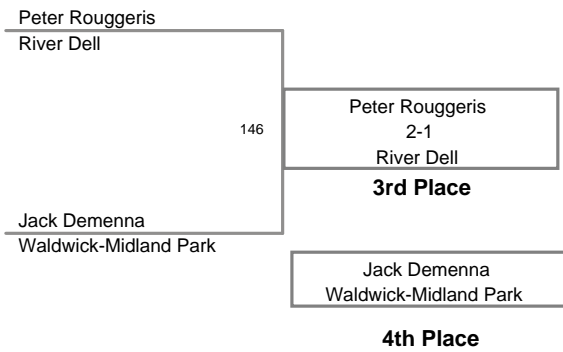 Peter Rouggeris
River Dell
146
Peter Rouggeris
2-1
River Dell
3rd Place
Jack Demenna
Waldwick-Midland Park
Jack Demenna
Waldwick-Midland Park
4th Place